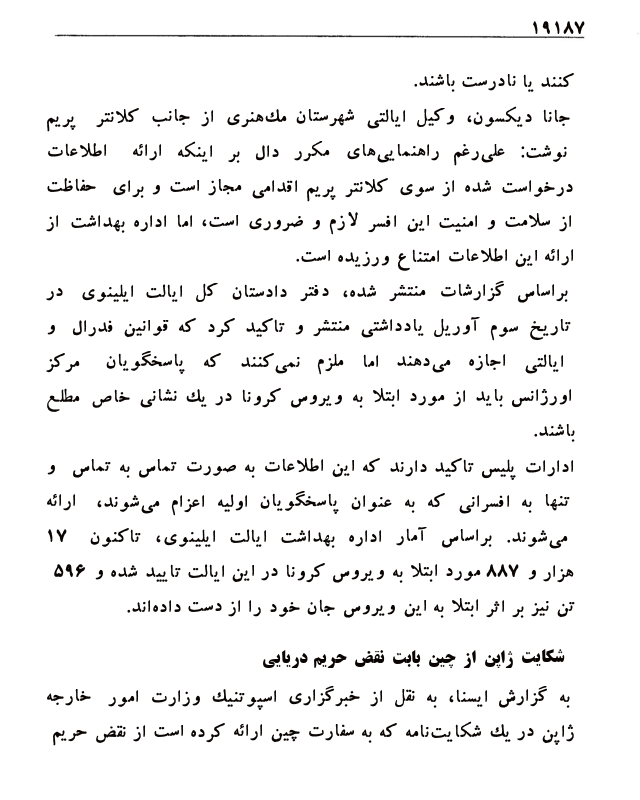 ۱۹۱۸۷
کنند یا نادرست باشند.
جانا دیکسون، وکیل ایالتی شهرستان مك‌هنری از جانب کلانتر پریم
نوشت: علی‌رغم راهنمایی‌های مکرر دال بر اینکه ارائه اطلاعات
درخواست شده از سوی کلانتر پریم اقدامی مجاز است و برای حفاظت
از سلامت و امنیت این افسر لازم و ضروری است، اما اداره بهداشت از
ارائه این اطلاعات امتناع ورزیده است.
براساس گزارشات منتشر شده، دفتر دادستان کل ایالت ایلینوی در
تاریخ سوم آوریل یادداشتی منتشر و تاکید کرد که قوانین فدرال و
ایالتی اجازه می‌دهند اما ملزم نمی‌کنند که پاسخگویان مرکز
اورژانس باید از مورد ابتلا به ویروس کرونا در یك نشانی خاص مطلع
باشند.
ادارات پلیس تاکید دارند که این اطلاعات به صورت تماس به تماس و
تنها به افسرانی که به عنوان پاسخگویان اولیه اعزام می‌شوند، ارائه
می‌شوند. براساس آمار اداره بهداشت ایالت ایلینوی، تاکنون ۱۷
هزار و ۸۸۷ مورد ابتلا به ویروس کرونا در این ایالت تایید شده و ۵۹۶
تن نیز بر اثر ابتلا به این ویروس جان خود را از دست داده‌اند.
شکایت ژاپن از چین بابت نقض حریم دریایی
به گزارش ایسنا، به نقل از خبرگزاری اسپوتنیك وزارت امور خارجه
ژاپن در یك شکایت‌نامه که به سفارت چین ارائه کرده است از نقض حریم